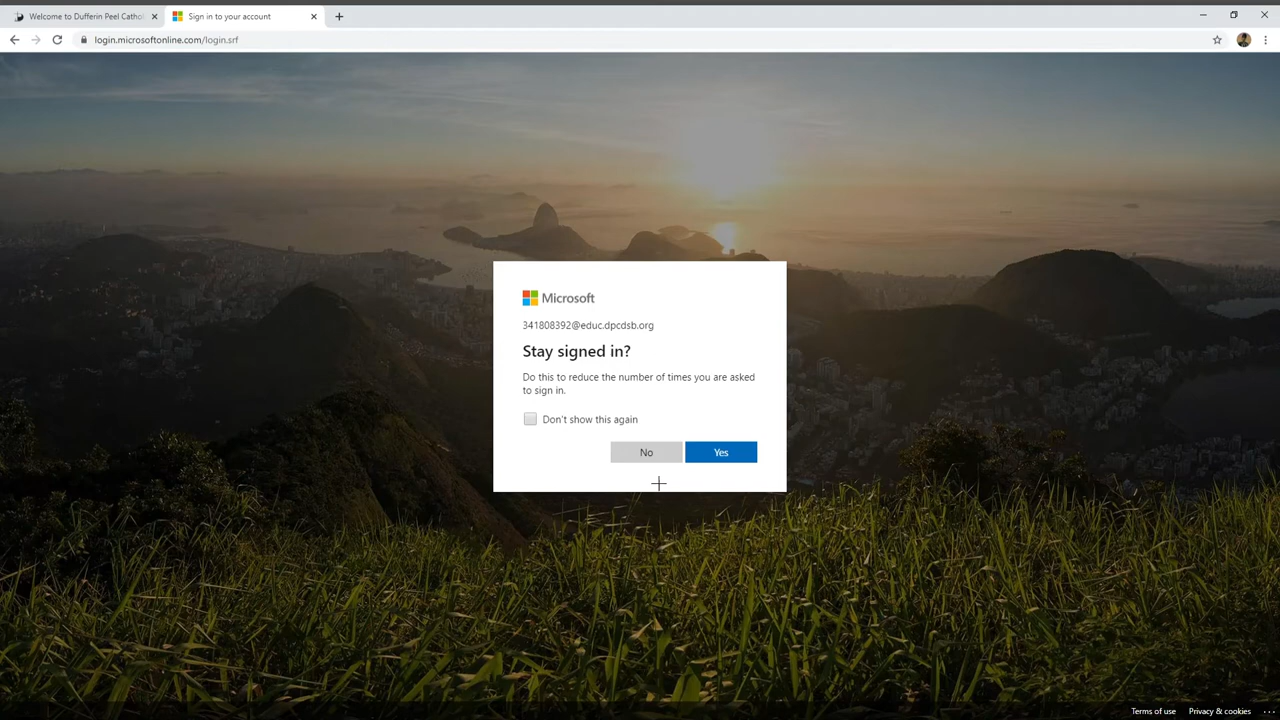 Welcome to Dufferin Peel Catho
Sign in to your account
login.microsoftonline.com/login.srf
Microsoft
341808392@educ.dpcdsb.org
Stay signed in?
Do this to reduce the number of times you are asked
to sign in.
Don't show this again
No
Yes
Terms of use
Privacy & cookies